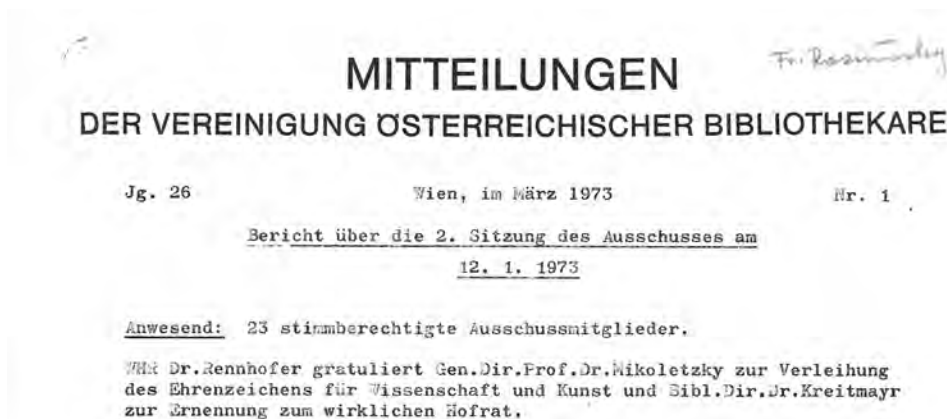 Fr.
MITTEILUNGEN
DER VEREINIGUNG ÖSTERREICHISCHER BIBLIOTHEKARE
Jg. 26 Wien, im März 1973 Nr. 1
Bericht über die 2. Sitzung des Ausschusses am
12. 1. 1973
Anwesend: 23 stimmberechtigte Ausschussmitglieder.
Dr.Rennhofer gratuliert Gen.Dir.Prof.Dr.Mikoletzky zur Verleihung
des Ehrenzeichens für Wissenschaft und Kunst und Bibl.Dir.Dr.Kreitmayr
zur Ernennung zum wirklichen Hofrat.